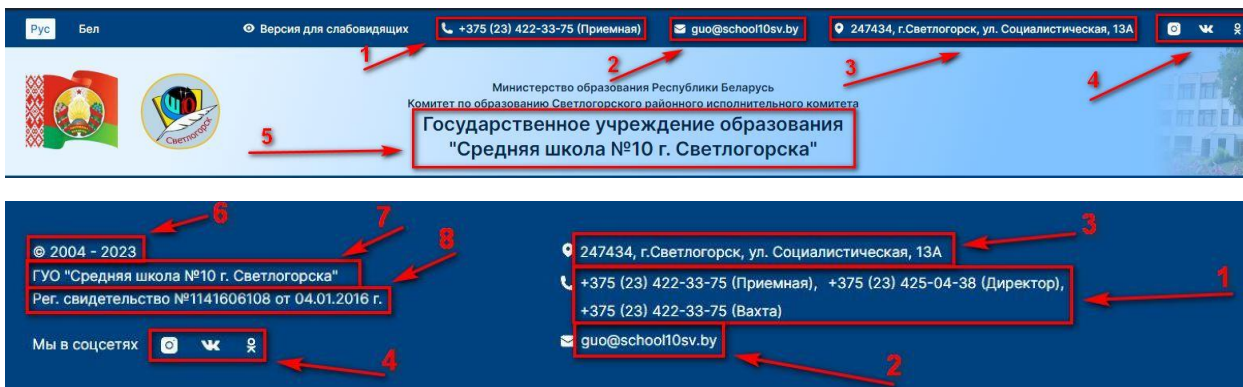 Рус Бел Версия для слабовидящих +375 (23) 422-33-75 (Приемная) guo@school10sv.by 247434, г.Светлогорск, ул. Социалистическая, 13А
1 2 3 4
Министерство образования Республики Беларусь
Комитет по образованию Светлогорского районного исполнительного комитета
Государственное учреждение образования
"Средняя школа №10 г. Светлогорска"
5
ШО
Светлогорск
6 7 8
© 2004 - 2023
ГУО "Средняя школа №10 г. Светлогорска"
Рег. свидетельство №1141606108 от 04.01.2016 г.
Мы в соцсетях
4
3
247434, г.Светлогорск, ул. Социалистическая, 13А
+375 (23) 422-33-75 (Приемная), +375 (23) 425-04-38 (Директор),
+375 (23) 422-33-75 (Вахта)
1
guo@school10sv.by
2